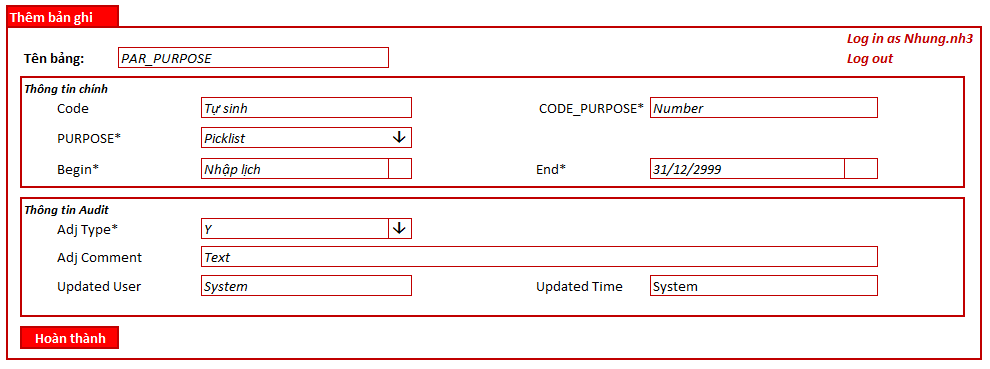 Thêm bản ghi
Log in as Nhung.nh3
Tên bảng: PAR_PURPOSE Log out
Thông tin chính
Code Tự sinh CODE_PURPOSE* Number
PURPOSE* Picklist
Begin* Nhập lịch End* 31/12/2999
Thông tin Audit
Adj Type* Y
Adj Comment Text
Updated User System Updated Time System
Hoàn thành